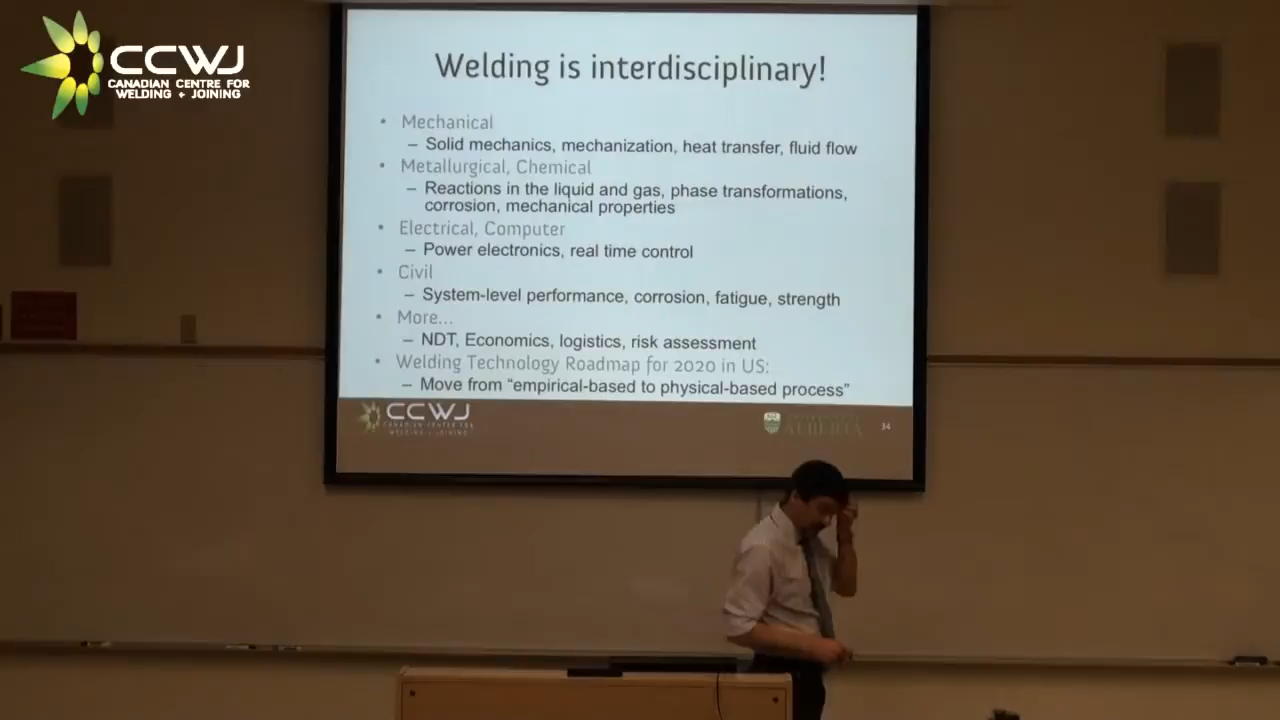 CCWJ
CANADIAN CENTRE FOR
WELDING + JOINING
Welding is interdisciplinary!
• Mechanical
– Solid mechanics, mechanization, heat transfer, fluid flow
• Metallurgical, Chemical
– Reactions in the liquid and gas, phase transformations,
corrosion, mechanical properties
• Electrical, Computer
– Power electronics, real time control
• Civil
– System-level performance, corrosion, fatigue, strength
• More...
– NDT, Economics, logistics, risk assessment
• Welding Technology Roadmap for 2020 in US:
– Move from “empirical-based to physical-based process”
CCWJ
CANADIAN CENTER FOR
WELDING + JOINING
ALBERTA
34